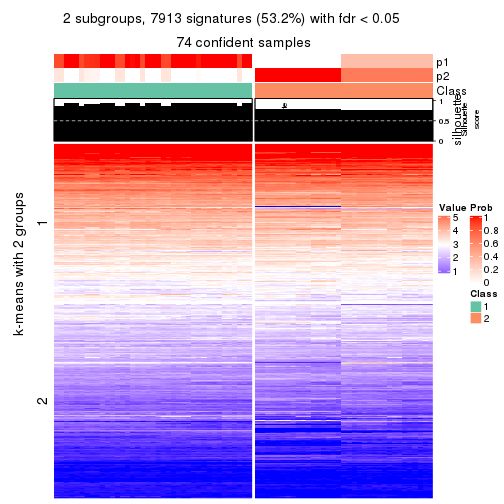 2 subgroups, 7913 signatures (53.2%) with fdr < 0.05
74 confident samples
p1
p2
Class
1
0.5
0
silhouette
Silhouette
score
k-means with 2 groups
1
2
Value
5
4
3
2
1
Prob
1
0.8
0.6
0.4
0.2
0
Class
1
2